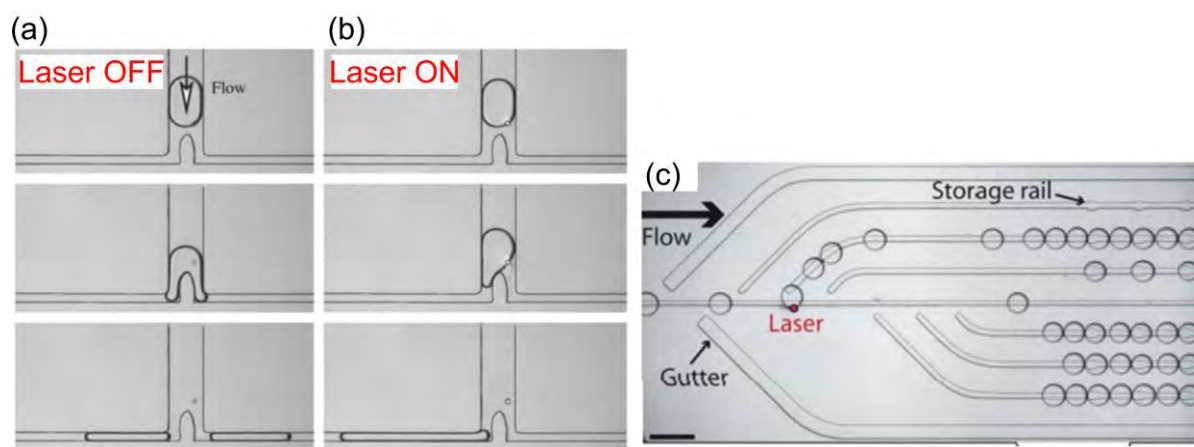 (a)
Laser OFF
Flow
(b)
Laser ON
(c)
Storage rail
Flow
Laser
Gutter